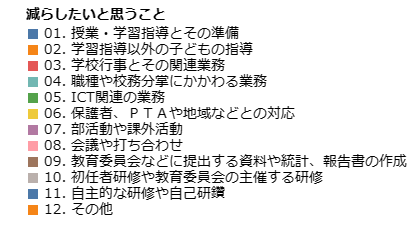 減らしたいと思うこと
01. 授業・学習指導とその準備
02. 学習指導以外の子どもの指導
03. 学校行事とその関連業務
04. 職種や校務分掌にかかわる業務
05. ICT関連の業務
06. 保護者、ＰＴＡや地域などとの対応
07. 部活動や課外活動
08. 会議や打ち合わせ
09. 教育委員会などに提出する資料や統計、報告書の作成
10. 初任者研修や教育委員会の主催する研修
11. 自主的な研修や自己研鑽
12. その他